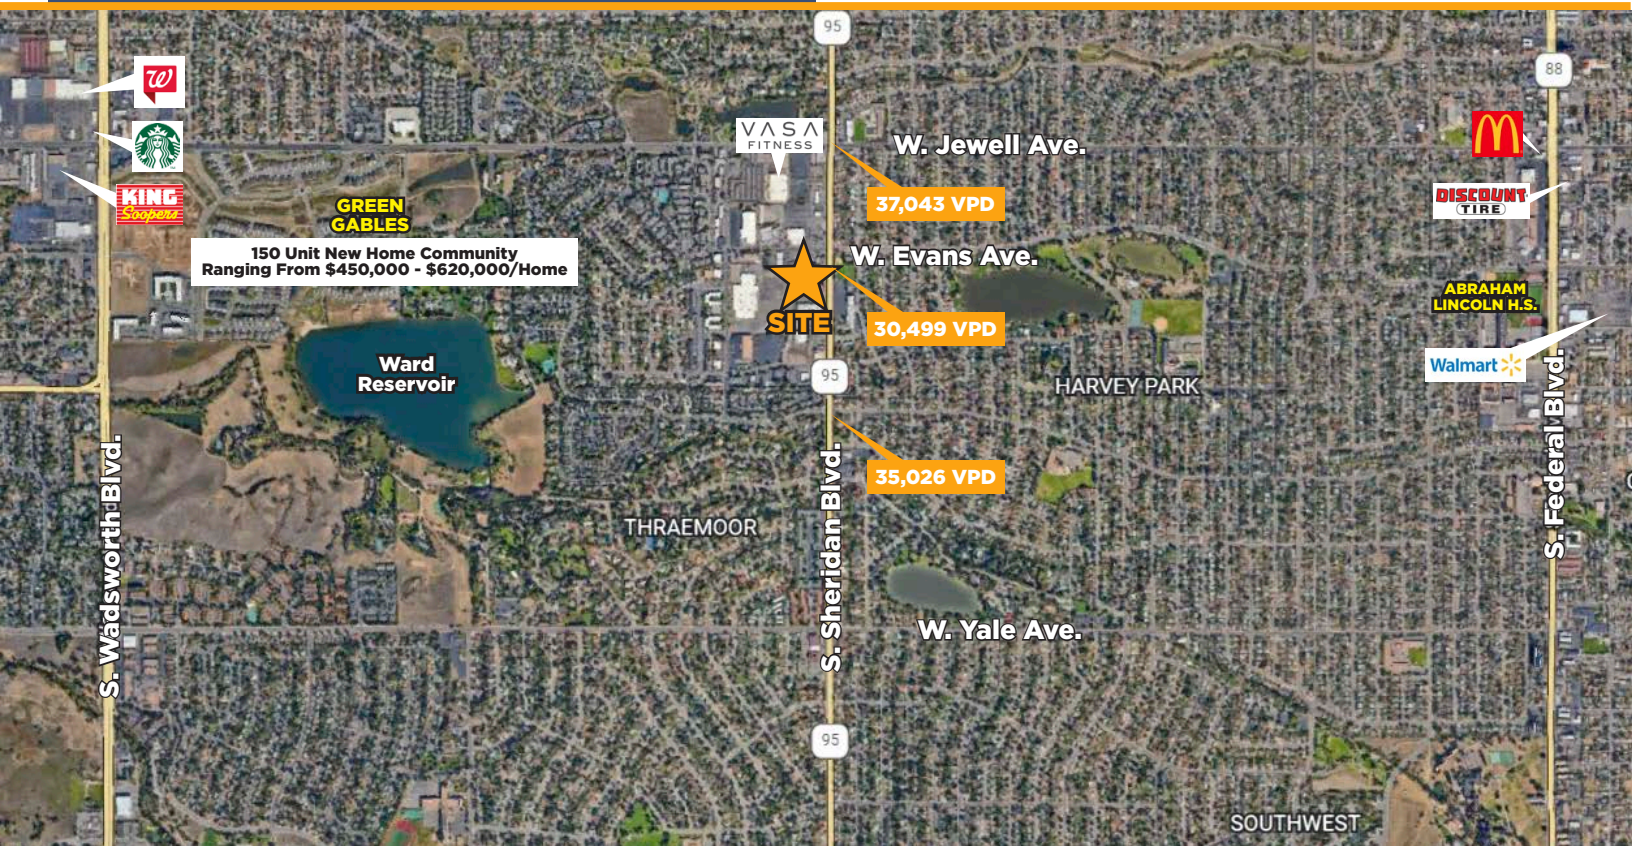 95
88
W
VASA
FITNESS
W. Jewell Ave.
KING
Soopers
37,043 VPD
DISCOUNT
TIRE
GREEN
GABLES
150 Unit New Home Community
Ranging From $450,000 - $620,000/Home
W. Evans Ave.
SITE
30,499 VPD
ABRAHAM
LINCOLN H.S.
Walmart
Ward
Reservoir
95
HARVEY PARK
S. Wadsworth Blvd.
S. Sheridan Blvd.
S. Federal Blvd.
35,026 VPD
THRAEMOOR
W. Yale Ave.
95
SOUTHWEST